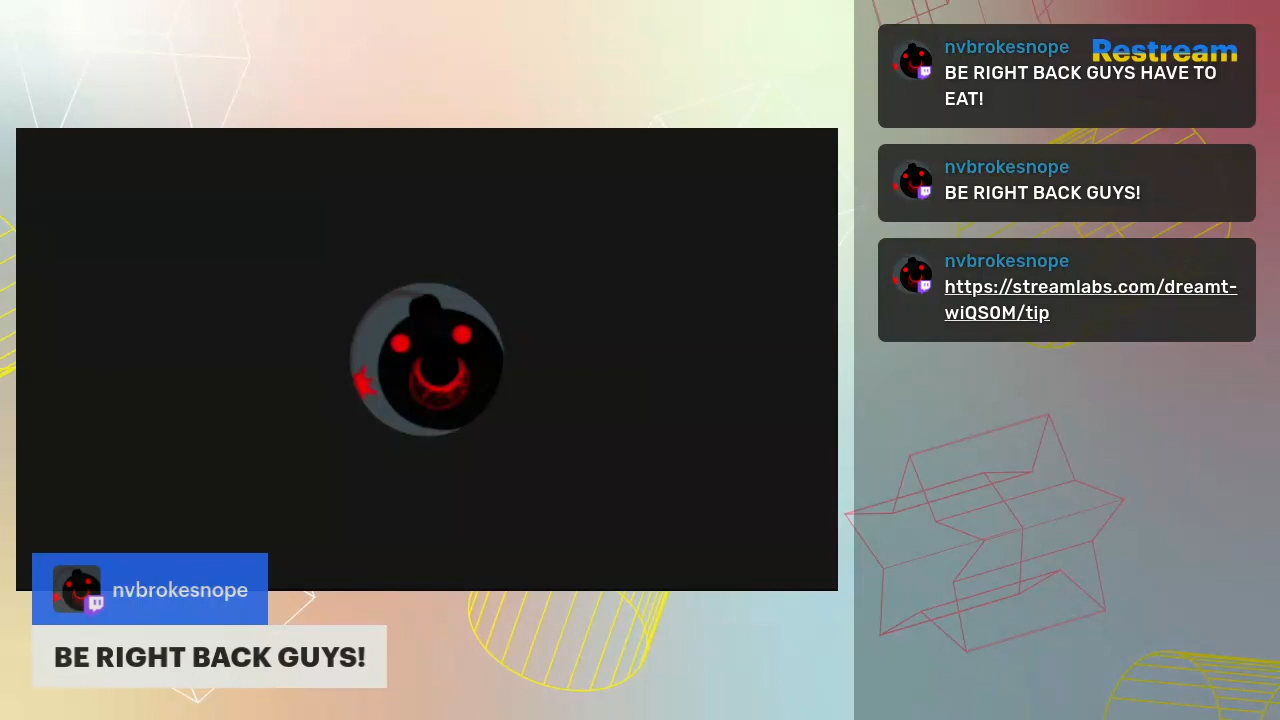 nvbrokesnope
Restream
BE RIGHT BACK GUYS HAVE TO
EAT!
nvbrokesnope
BE RIGHT BACK GUYS!
nvbrokesnope
https://streamlabs.com/dreamt-
wiQS0M/tip
nvbrokesnope
BE RIGHT BACK GUYS!